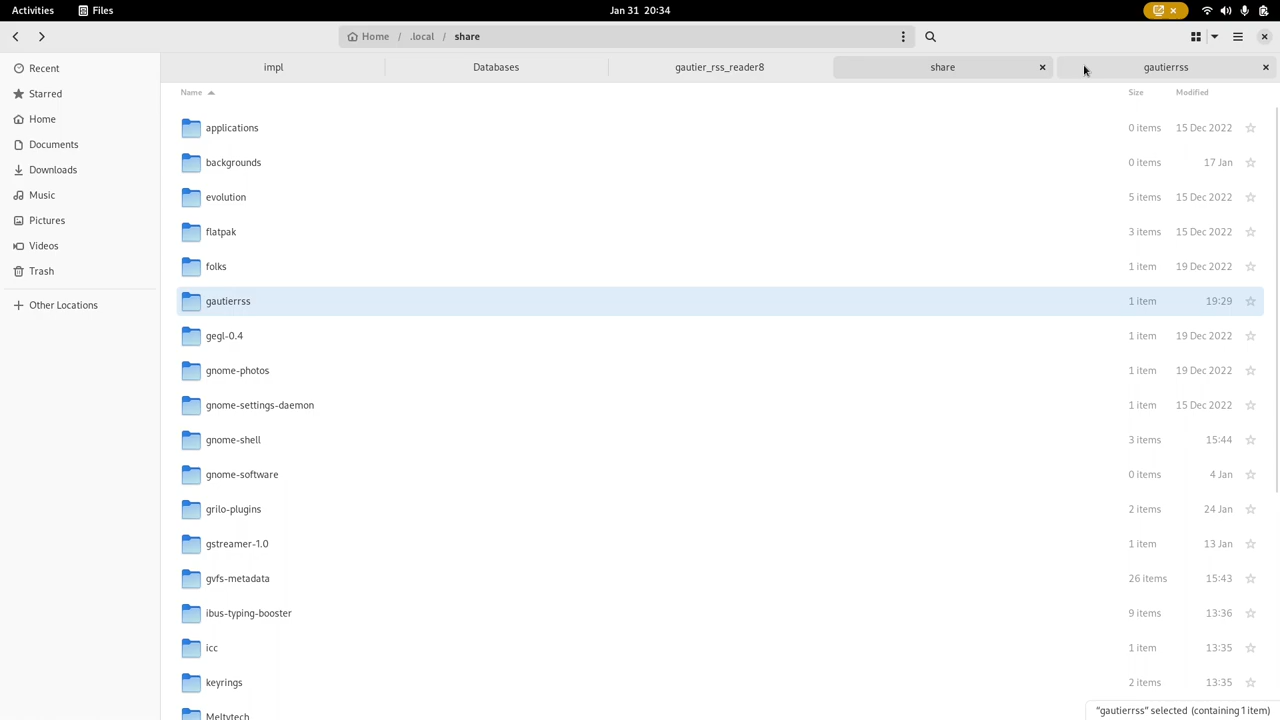 Activities Files Jan 31 20:34
Home / .local / share
impl Databases gautier_rss_reader8 share gautierrss
Recent
Starred
Home
Documents
Downloads
Music
Pictures
Videos
Trash
Other Locations
Name Size Modified
applications 0 items 15 Dec 2022
backgrounds 0 items 17 Jan
evolution 5 items 15 Dec 2022
flatpak 3 items 15 Dec 2022
folks 1 item 19 Dec 2022
gautierrss 1 item 19:29
gegl-0.4 1 item 19 Dec 2022
gnome-photos 1 item 19 Dec 2022
gnome-settings-daemon 1 item 15 Dec 2022
gnome-shell 3 items 15:44
gnome-software 0 items 4 Jan
grilo-plugins 2 items 24 Jan
gstreamer-1.0 1 item 13 Jan
gvfs-metadata 26 items 15:43
ibus-typing-booster 9 items 13:36
icc 1 item 13:35
keyrings 2 items 13:35
Meltytech
"gautierrss" selected (containing 1 item)